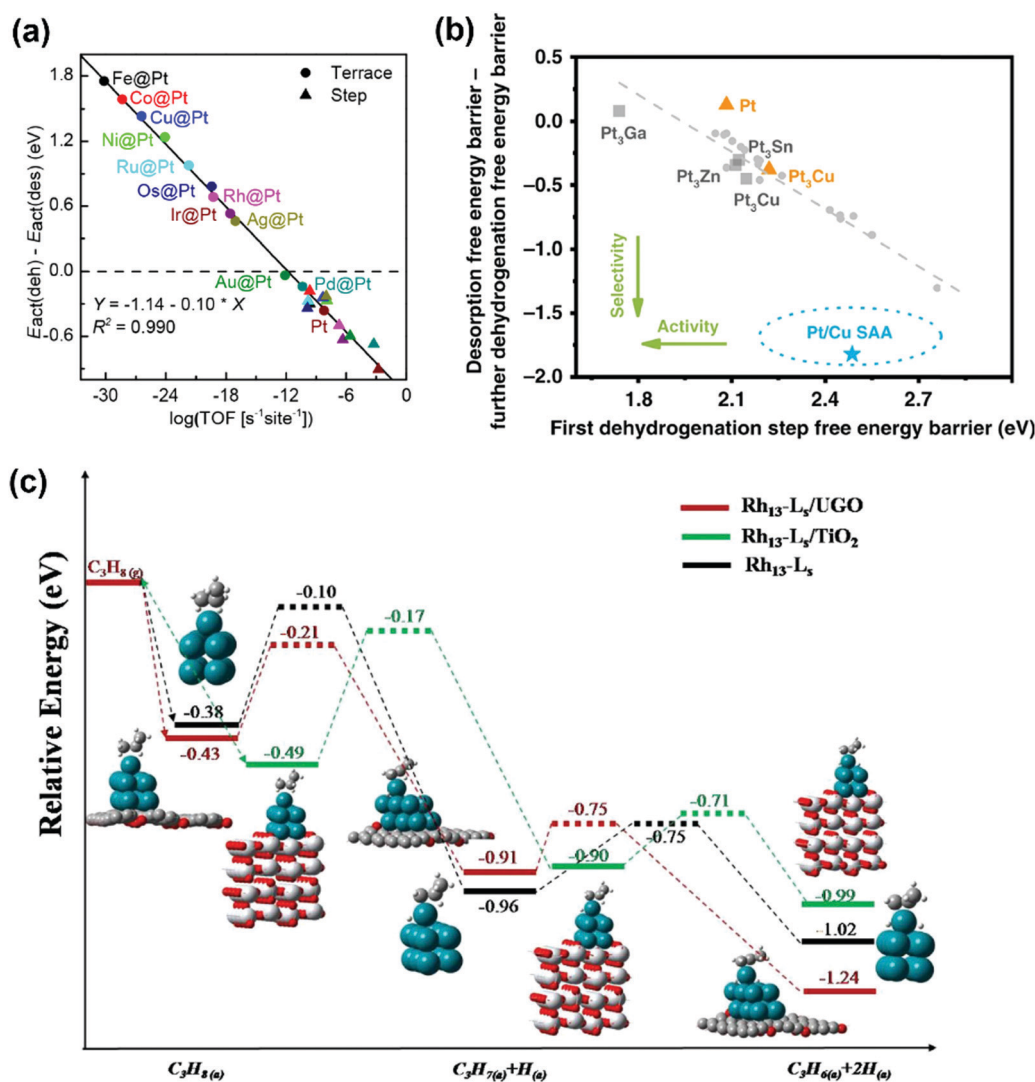 (a)
Eact(deh) - Eact(des) (eV)
1.8
1.2
0.6
0.0
-0.6
Fe@Pt
Co@Pt
Cu@Pt
Ni@Pt
Ru@Pt
Os@Pt
Rh@Pt
Ir@Pt
Ag@Pt
Au@Pt
Pd@Pt
Pt
Terrace
Step
Y = -1.14 - 0.10 * X
R² = 0.990
-30 -24 -18 -12 -6 0
log(TOF [s⁻¹site⁻¹]
(b)
Desorption free energy barrier –
further dehydrogenation free energy barrier
0.5
0.0
−0.5
−1.0
−1.5
−2.0
Pt
Pt₃Ga
Pt₃Sn
Pt₃Zn
Pt₃Cu
Pt₃Cu
Selectivity
Activity
Pt/Cu SAA
1.8 2.1 2.4 2.7
First dehydrogenation step free energy barrier (eV)
(c)
Relative Energy (eV)
Rh₁₃-Lₛ/UGO
Rh₁₃-Lₛ/TiO₂
Rh₁₃-Lₛ
C₃H₈(g)
-0.10
-0.17
-0.21
-0.38
-0.43
-0.49
-0.75
-0.71
-0.75
-0.91
-0.90
-0.96
-0.99
-1.02
-1.24
C₃H₈(a)
C₃H₇(a)+H(a)
C₃H₆(a)+2H(a)